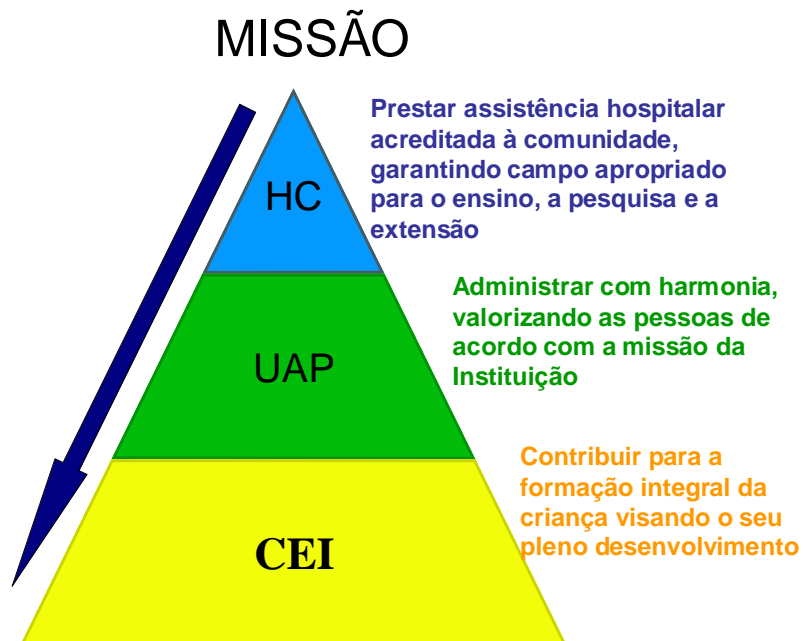 MISSÃO
HC
Prestar assistência hospitalar
acreditada à comunidade,
garantindo campo apropriado
para o ensino, a pesquisa e a
extensão
UAP
Administrar com harmonia,
valorizando as pessoas de
acordo com a missão da
Instituição
CEI
Contribuir para a
formação integral da
criança visando o seu
pleno desenvolvimento